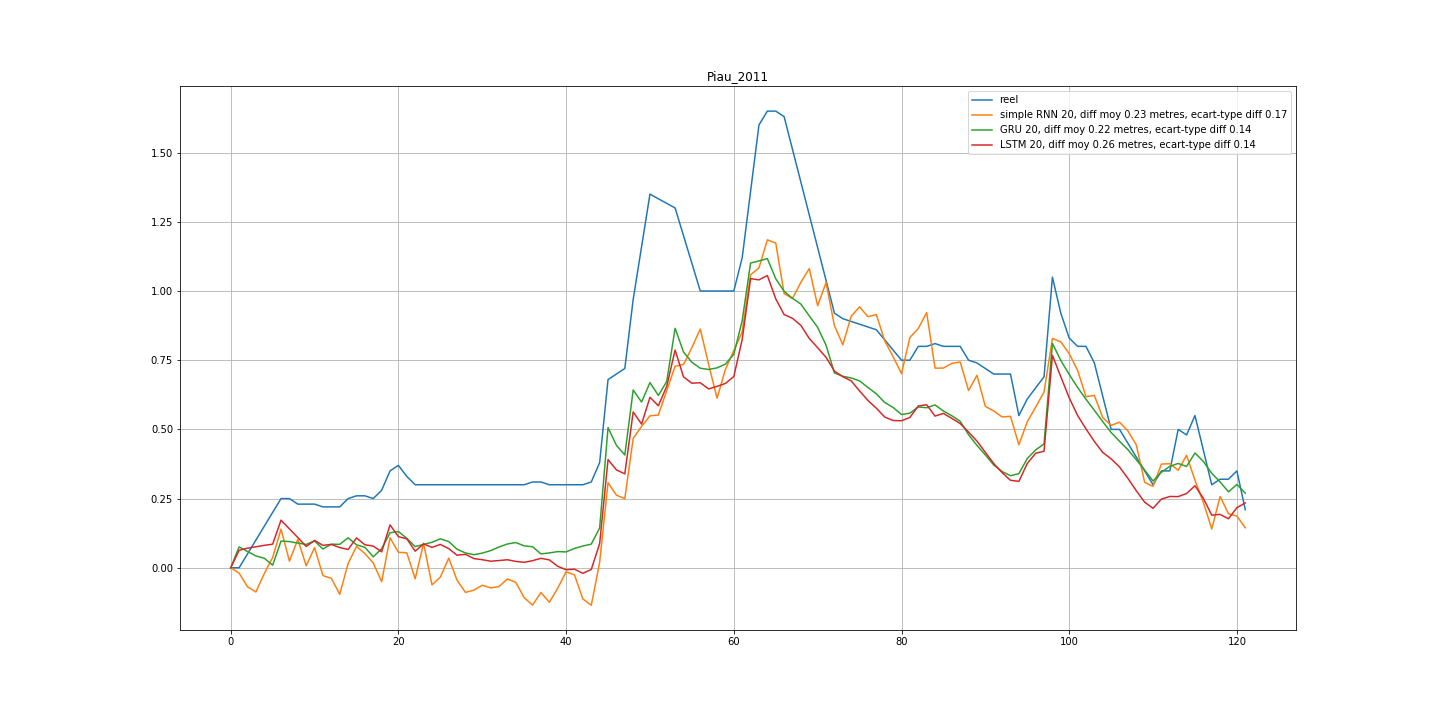 Piau_2011
reel
simple RNN 20, diff moy 0.23 metres, ecart-type diff 0.17
GRU 20, diff moy 0.22 metres, ecart-type diff 0.14
LSTM 20, diff moy 0.26 metres, ecart-type diff 0.14
1.50
1.25
1.00
0.75
0.50
0.25
0.00
0 20 40 60 80 100 120